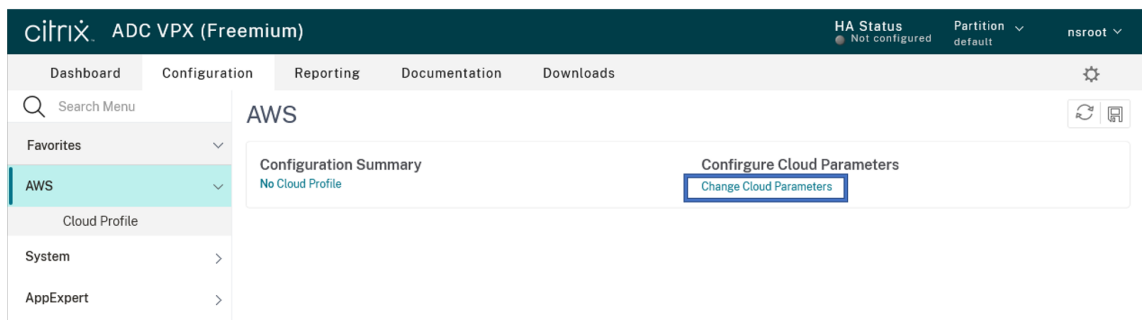 citrix. ADC VPX (Freemium)
HA Status
Not configured
Partition
default
nsroot
Dashboard Configuration Reporting Documentation Downloads
Search Menu
Favorites
AWS
Cloud Profile
System
AppExpert
AWS
Configuration Summary
No Cloud Profile
Confirgure Cloud Parameters
Change Cloud Parameters